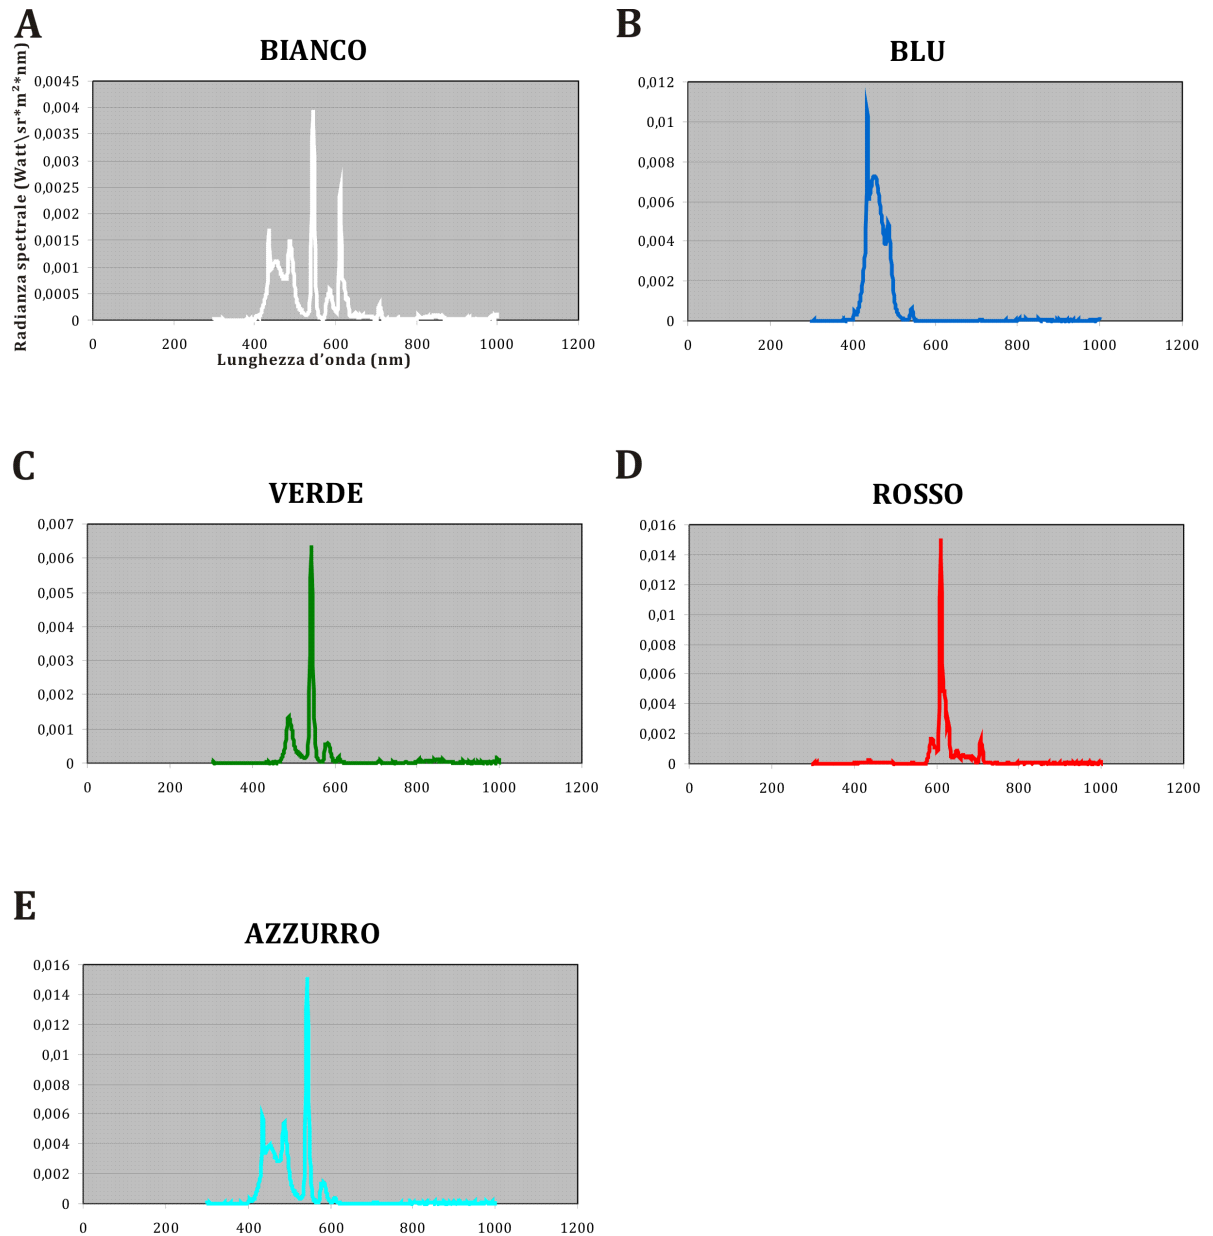 A
BIANCO
Radianza spettrale (Watt\sr*m²*nm)
0,0045
0,004
0,0035
0,003
0,0025
0,002
0,0015
0,001
0,0005
0
0 200 400 600 800 1000 1200
Lunghezza d'onda (nm)
B
BLU
0,012
0,01
0,008
0,006
0,004
0,002
0
0 200 400 600 800 1000 1200
C
VERDE
0,007
0,006
0,005
0,004
0,003
0,002
0,001
0
0 200 400 600 800 1000 1200
D
ROSSO
0,016
0,014
0,012
0,01
0,008
0,006
0,004
0,002
0
0 200 400 600 800 1000 1200
E
AZZURRO
0,016
0,014
0,012
0,01
0,008
0,006
0,004
0,002
0
0 200 400 600 800 1000 1200